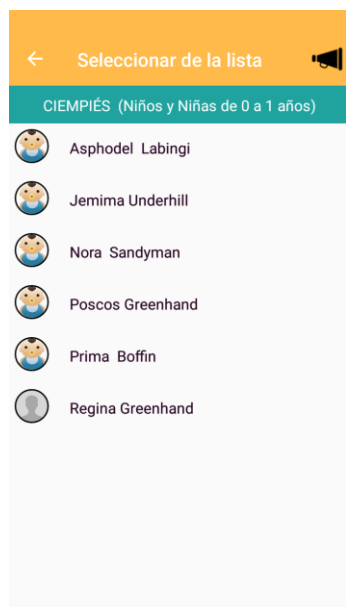 Seleccionar de la lista
CIEMPIÉS (Niños y Niñas de 0 a 1 años)
Asphodel Labingi
Jemima Underhill
Nora Sandyman
Poscos Greenhand
Prima Boffin
Regina Greenhand